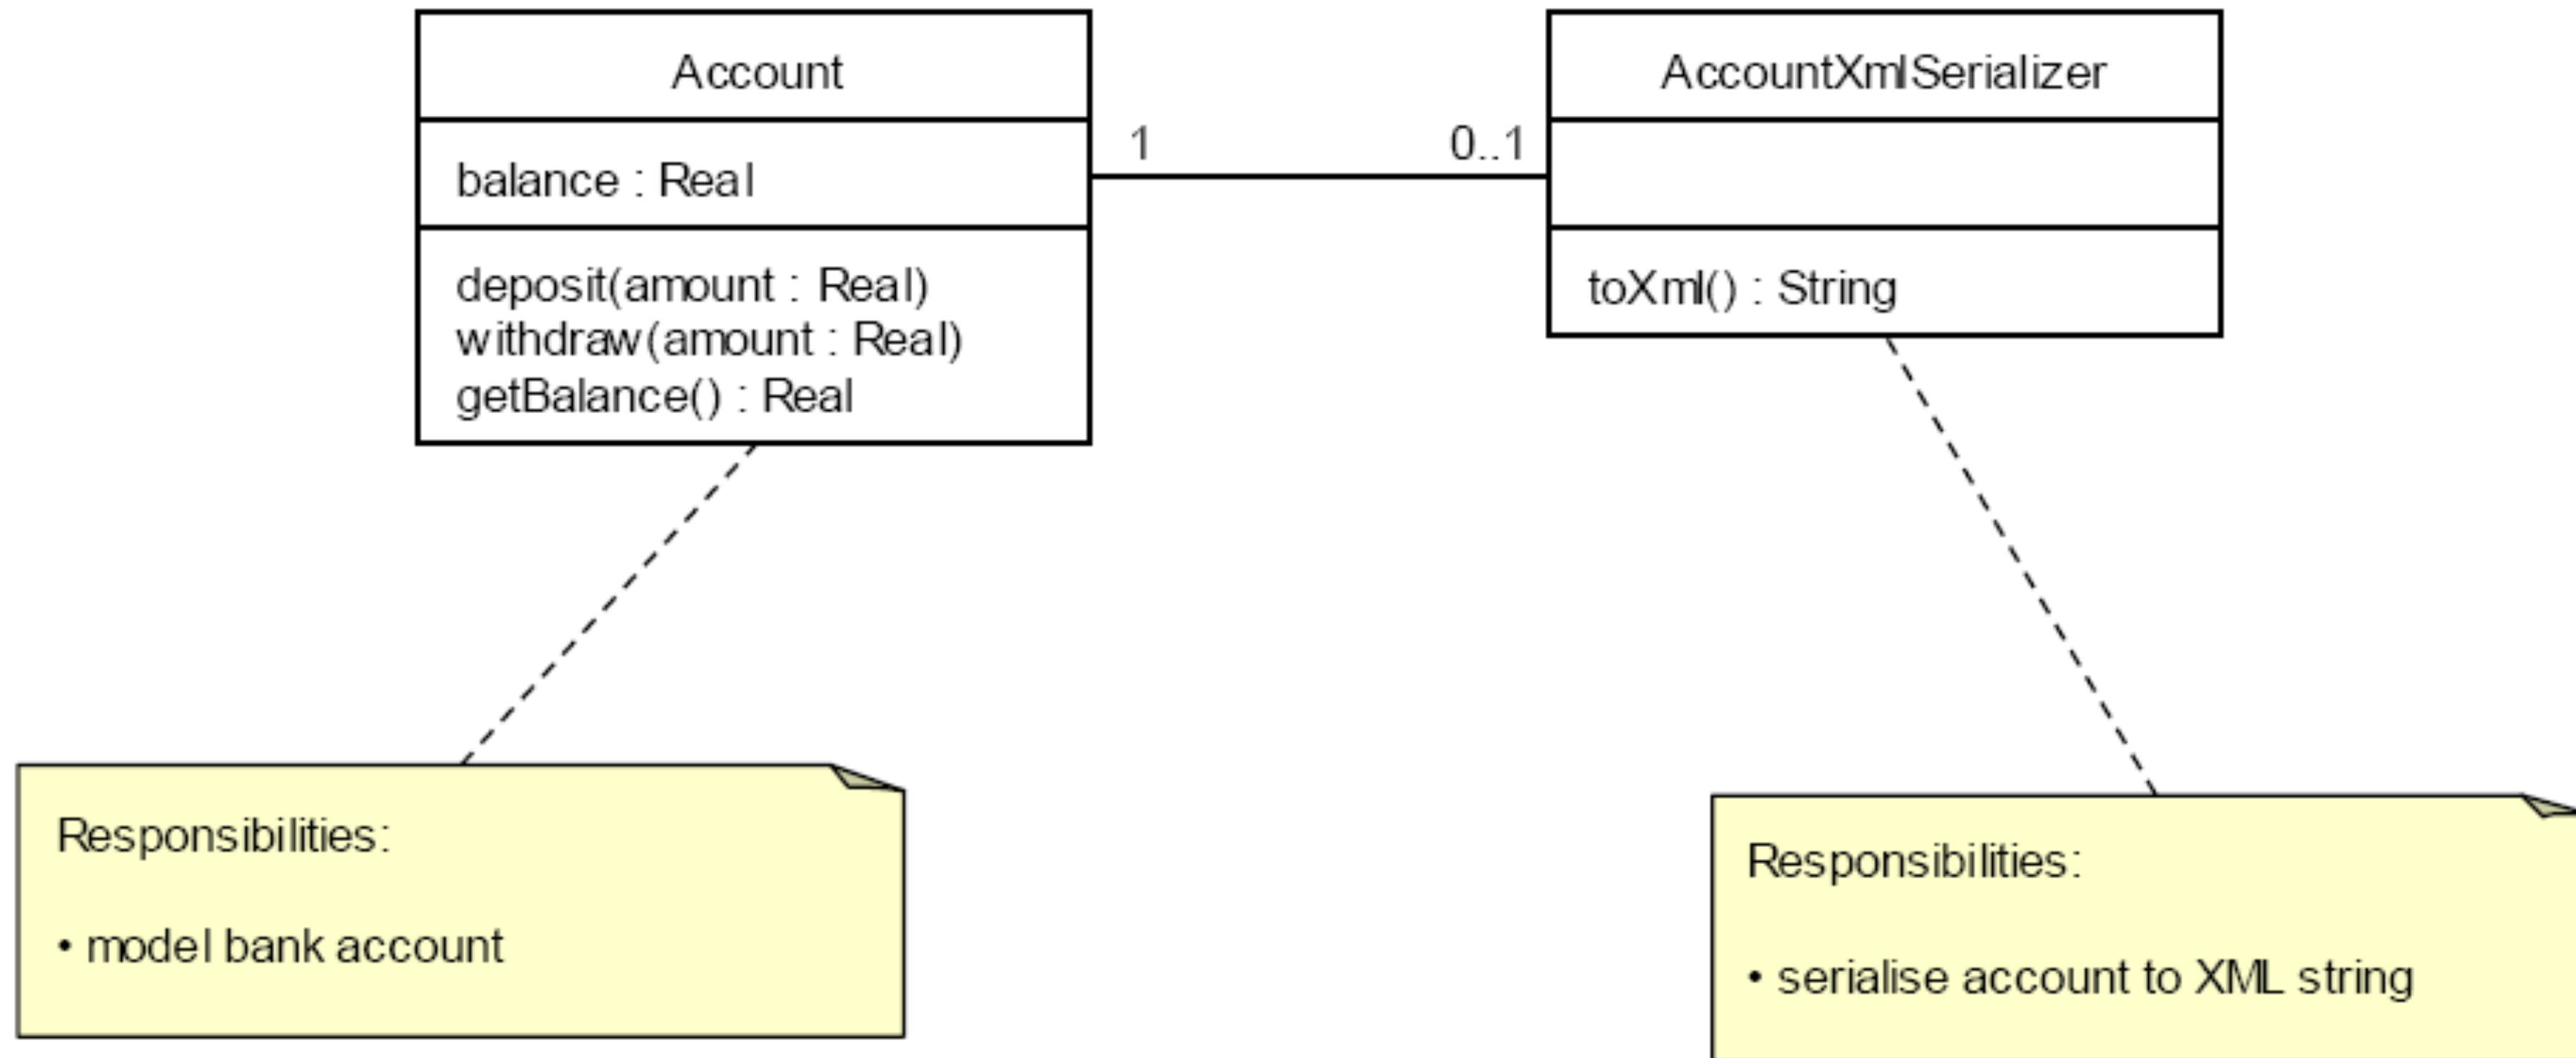 Account
balance : Real
deposit(amount : Real)
withdraw(amount : Real)
getBalance() : Real
1
0..1
AccountXmlSerializer
toXml() : String
Responsibilities:
• model bank account
Responsibilities:
• serialise account to XML string